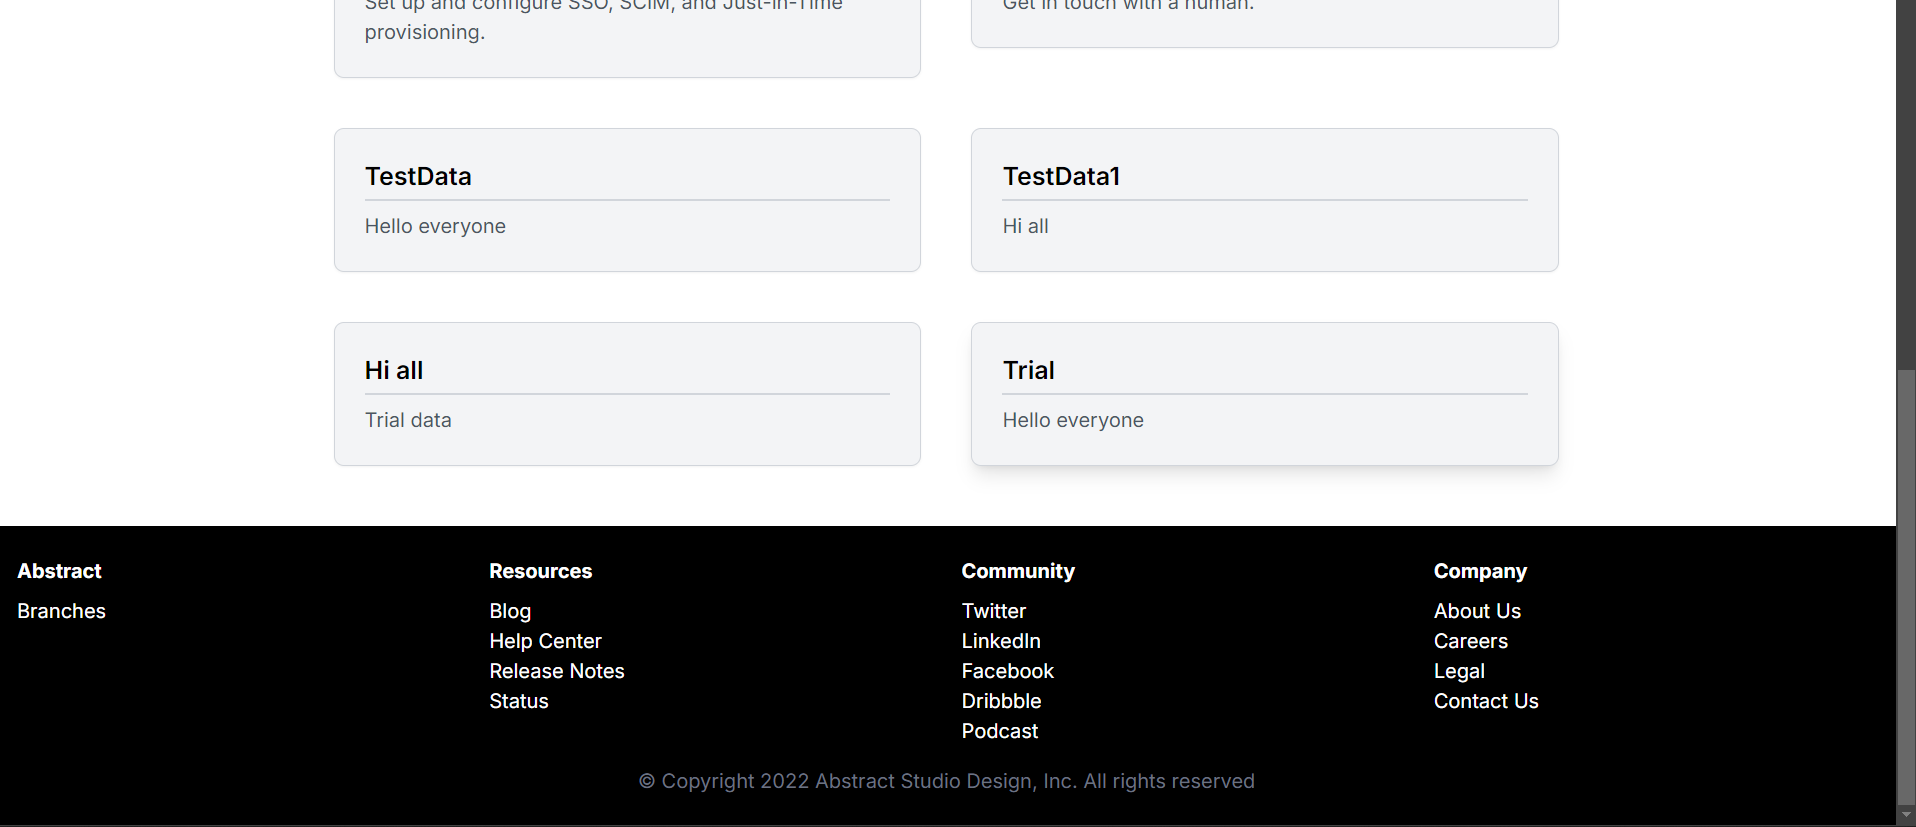 Set up and configure SSO, SCIM, and Just-in-Time
provisioning.
Get in touch with a human.
TestData
Hello everyone
TestData1
Hi all
Hi all
Trial data
Trial
Hello everyone
Abstract
Branches
Resources
Blog
Help Center
Release Notes
Status
Community
Twitter
LinkedIn
Facebook
Dribbble
Podcast
Company
About Us
Careers
Legal
Contact Us
© Copyright 2022 Abstract Studio Design, Inc. All rights reserved